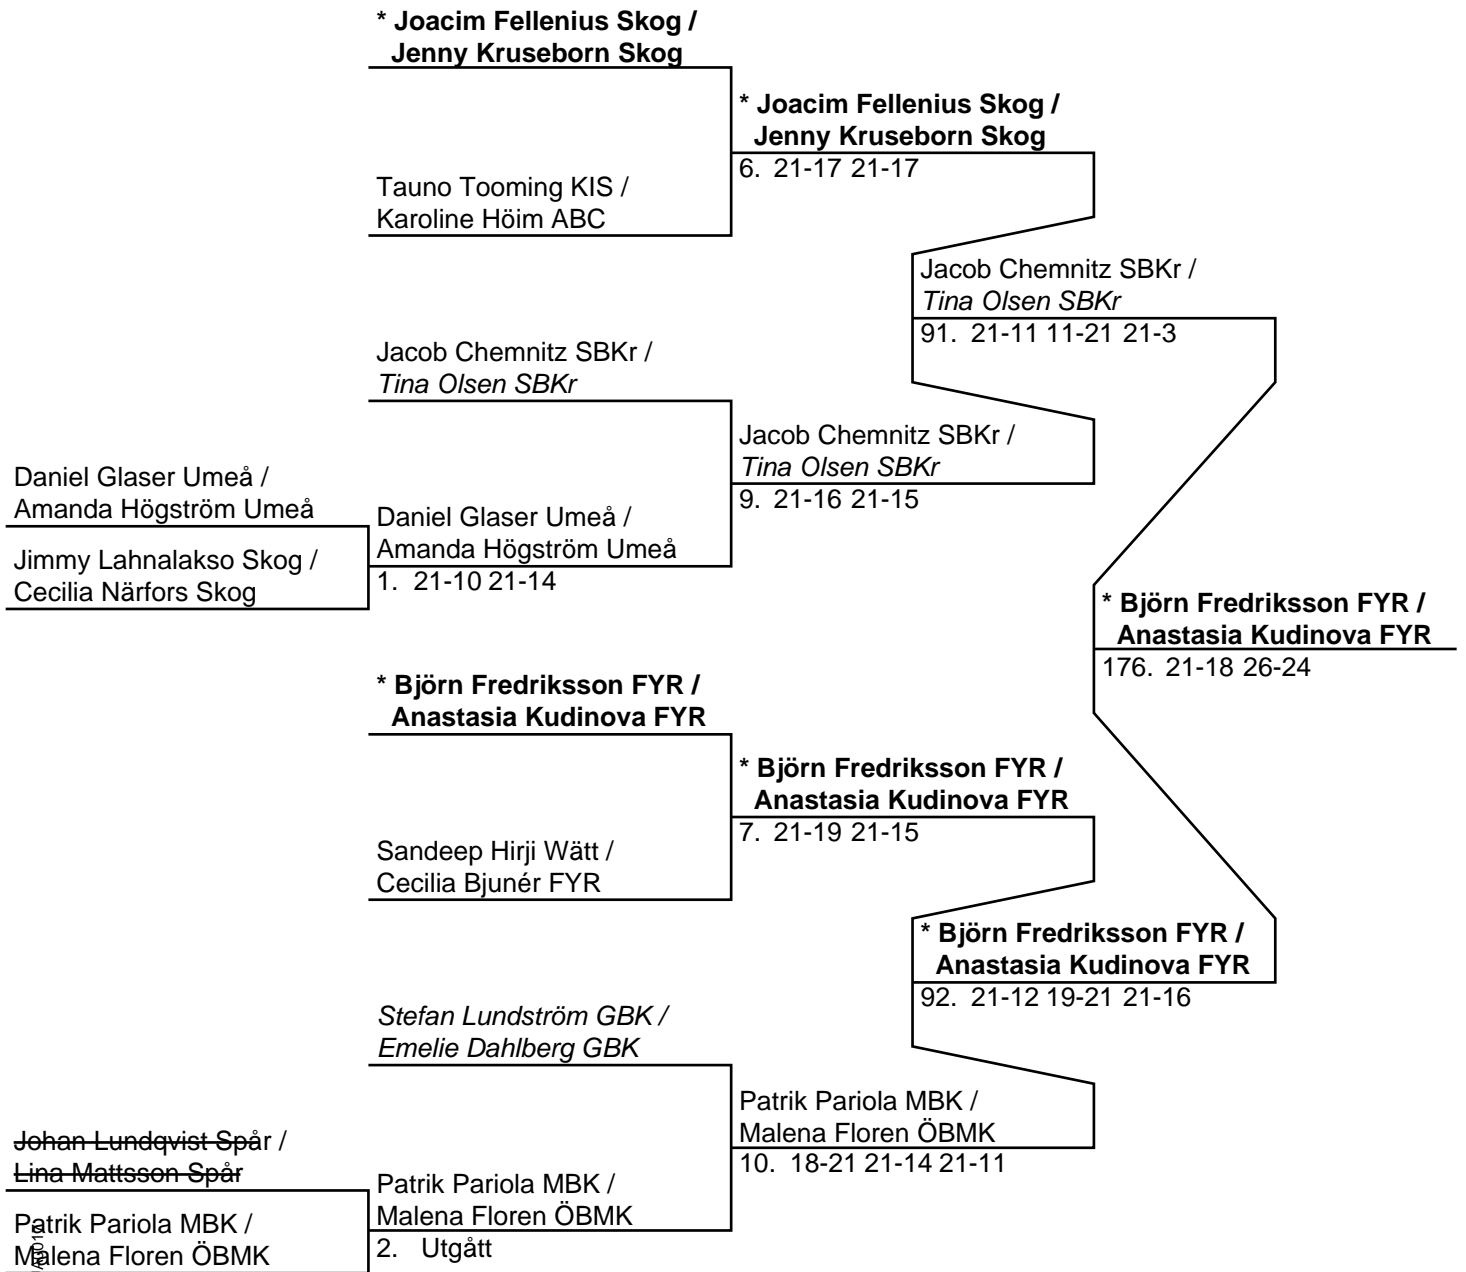 * Joacim Fellenius Skog /
Jenny Kruseborn Skog
* Joacim Fellenius Skog /
Jenny Kruseborn Skog
6. 21-17 21-17
Tauno Tooming KIS /
Karoline Höim ABC
Jacob Chemnitz SBKr /
Tina Olsen SBKr
91. 21-11 11-21 21-3
Jacob Chemnitz SBKr /
Tina Olsen SBKr
Jacob Chemnitz SBKr /
Tina Olsen SBKr
9. 21-16 21-15
Daniel Glaser Umeå /
Amanda Högström Umeå
Daniel Glaser Umeå /
Amanda Högström Umeå
1. 21-10 21-14
Jimmy Lahnalakso Skog /
Cecilia Närfors Skog
* Björn Fredriksson FYR /
Anastasia Kudinova FYR
176. 21-18 26-24
* Björn Fredriksson FYR /
Anastasia Kudinova FYR
* Björn Fredriksson FYR /
Anastasia Kudinova FYR
7. 21-19 21-15
Sandeep Hirji Wätt /
Cecilia Bjunér FYR
* Björn Fredriksson FYR /
Anastasia Kudinova FYR
92. 21-12 19-21 21-16
Stefan Lundström GBK /
Emelie Dahlberg GBK
Patrik Pariola MBK /
Malena Floren ÖBMK
10. 18-21 21-14 21-11
Johan Lundqvist Spår /
Lina Mattsson Spår
Patrik Pariola MBK /
Malena Floren ÖBMK
2. Utgått
Patrik Pariola MBK /
Malena Floren ÖBMK